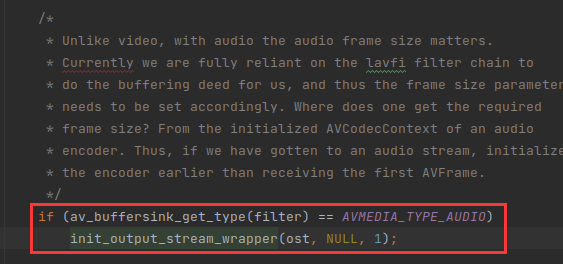 /*
* Unlike video, with audio the audio frame size matters.
* Currently we are fully reliant on the lavfi filter chain to
* do the buffering deed for us, and thus the frame size parameter
* needs to be set accordingly. Where does one get the required
* frame size? From the initialized AVCodecContext of an audio
* encoder. Thus, if we have gotten to an audio stream, initialize
* the encoder earlier than receiving the first AVFrame.
*/
if (av_buffersink_get_type(filter) == AVMEDIA_TYPE_AUDIO)
init_output_stream_wrapper(ost, NULL, 1);